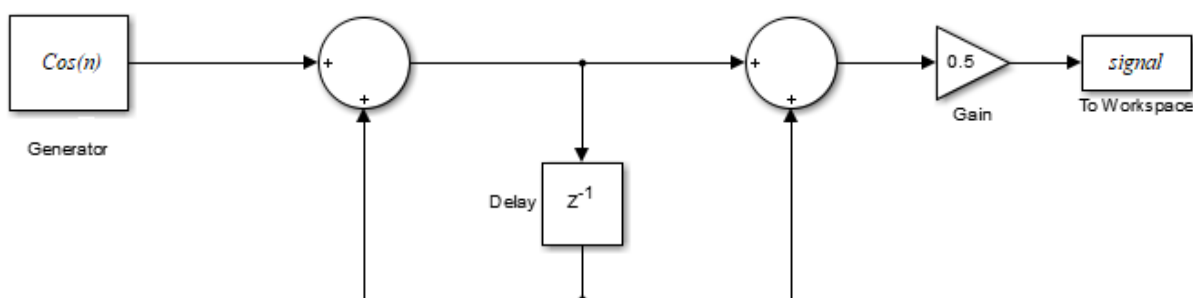 Cos(n)
Generator
+
+
Delay
Z-1
+
+
0.5
Gain
signal
To Workspace